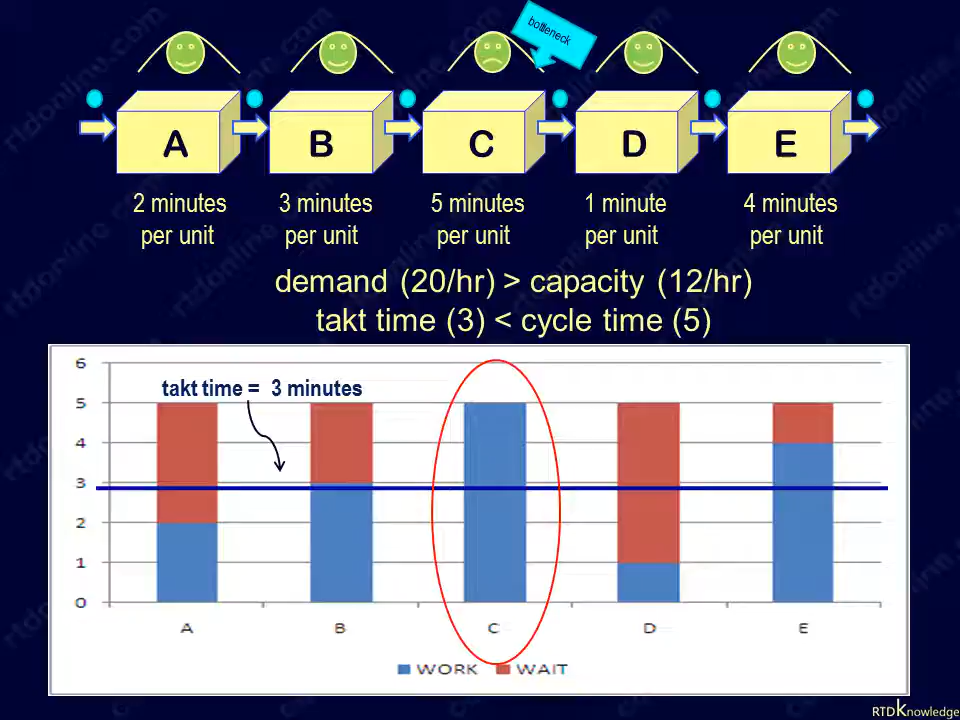 bottleneck
A B C D E
2 minutes 3 minutes 5 minutes 1 minute 4 minutes
per unit per unit per unit per unit per unit
demand (20/hr) > capacity (12/hr)
takt time (3) < cycle time (5)
6
takt time = 3 minutes
5
4
3
2
1
0
A B C D E
WORK WAIT
RTDKnowledge
rtdonline.com